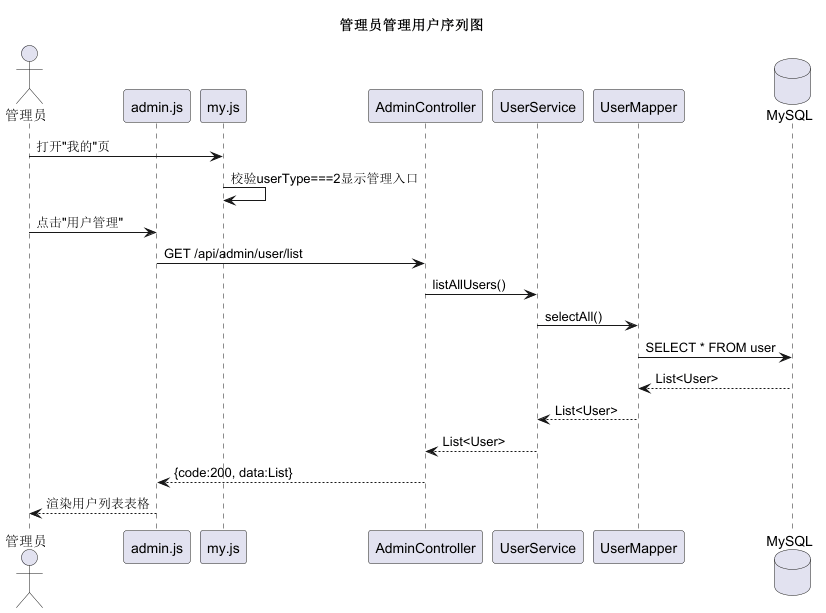 管理员管理用户序列图
管理员
admin.js
my.js
AdminController
UserService
UserMapper
MySQL
打开"我的"页
校验userType===2显示管理入口
点击"用户管理"
GET /api/admin/user/list
listAllUsers()
selectAll()
SELECT * FROM user
List<User>
List<User>
List<User>
{code:200, data:List}
渲染用户列表表格
管理员
admin.js
my.js
AdminController
UserService
UserMapper
MySQL